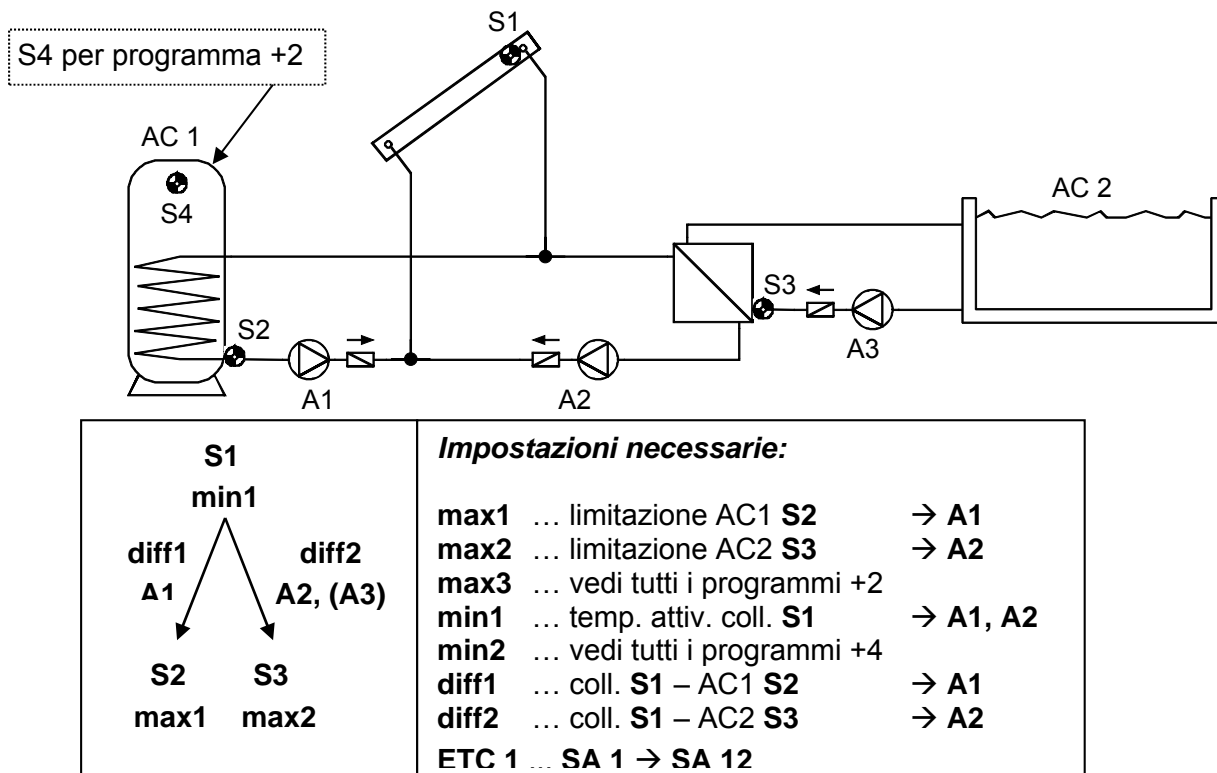 S4 per programma +2
S1
AC 1
S4
S2
A1
A2
S3
A3
AC 2
S1
min1
diff1 diff2
A1 A2, (A3)
S2 S3
max1 max2
Impostazioni necessarie:
max1 … limitazione AC1 S2 → A1
max2 … limitazione AC2 S3 → A2
max3 … vedi tutti i programmi +2
min1 … temp. attiv. coll. S1 → A1, A2
min2 … vedi tutti i programmi +4
diff1 … coll. S1 – AC1 S2 → A1
diff2 … coll. S1 – AC2 S3 → A2
ETC 1 ... SA 1 → SA 12